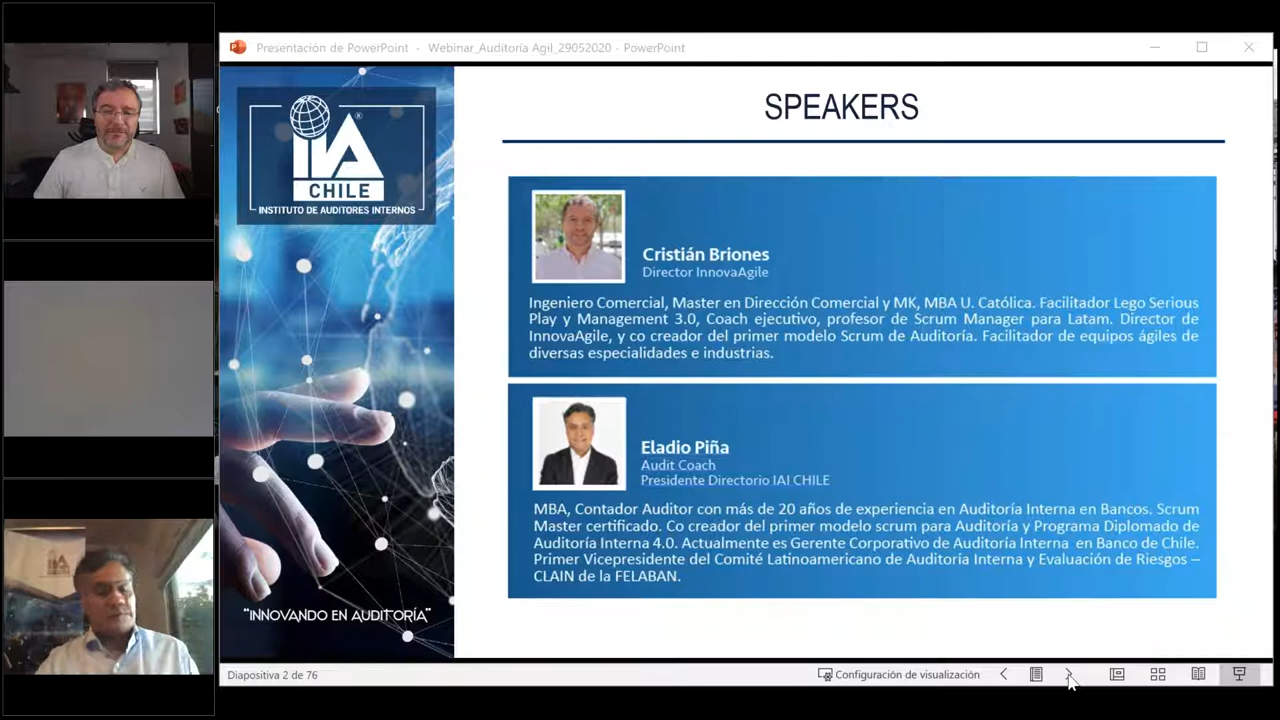 Presentación de PowerPoint - Webinar_Auditoría Agil_29052020 - PowerPoint
IIA
CHILE
INSTITUTO DE AUDITORES INTERNOS
SPEAKERS
Cristián Briones
Director InnovaAgile
Ingeniero Comercial, Master en Dirección Comercial y MK, MBA U. Católica. Facilitador Lego Serious
Play y Management 3.0, Coach ejecutivo, profesor de Scrum Manager para Latam. Director de
InnovaAgile, y co creador del primer modelo Scrum de Auditoría. Facilitador de equipos ágiles de
diversas especialidades e industrias.
Eladio Piña
Audit Coach
Presidente Directorio IAI CHILE
MBA, Contador Auditor con más de 20 años de experiencia en Auditoría Interna en Bancos. Scrum
Master certificado. Co creador del primer modelo scrum para Auditoría y Programa Diplomado de
Auditoría Interna 4.0. Actualmente es Gerente Corporativo de Auditoría Interna en Banco de Chile.
Primer Vicepresidente del Comité Latinoamericano de Auditoría Interna y Evaluación de Riesgos –
CLAIN de la FELABAN.
“INNOVANDO EN AUDITORÍA”
Diapositiva 2 de 76
Configuración de visualización